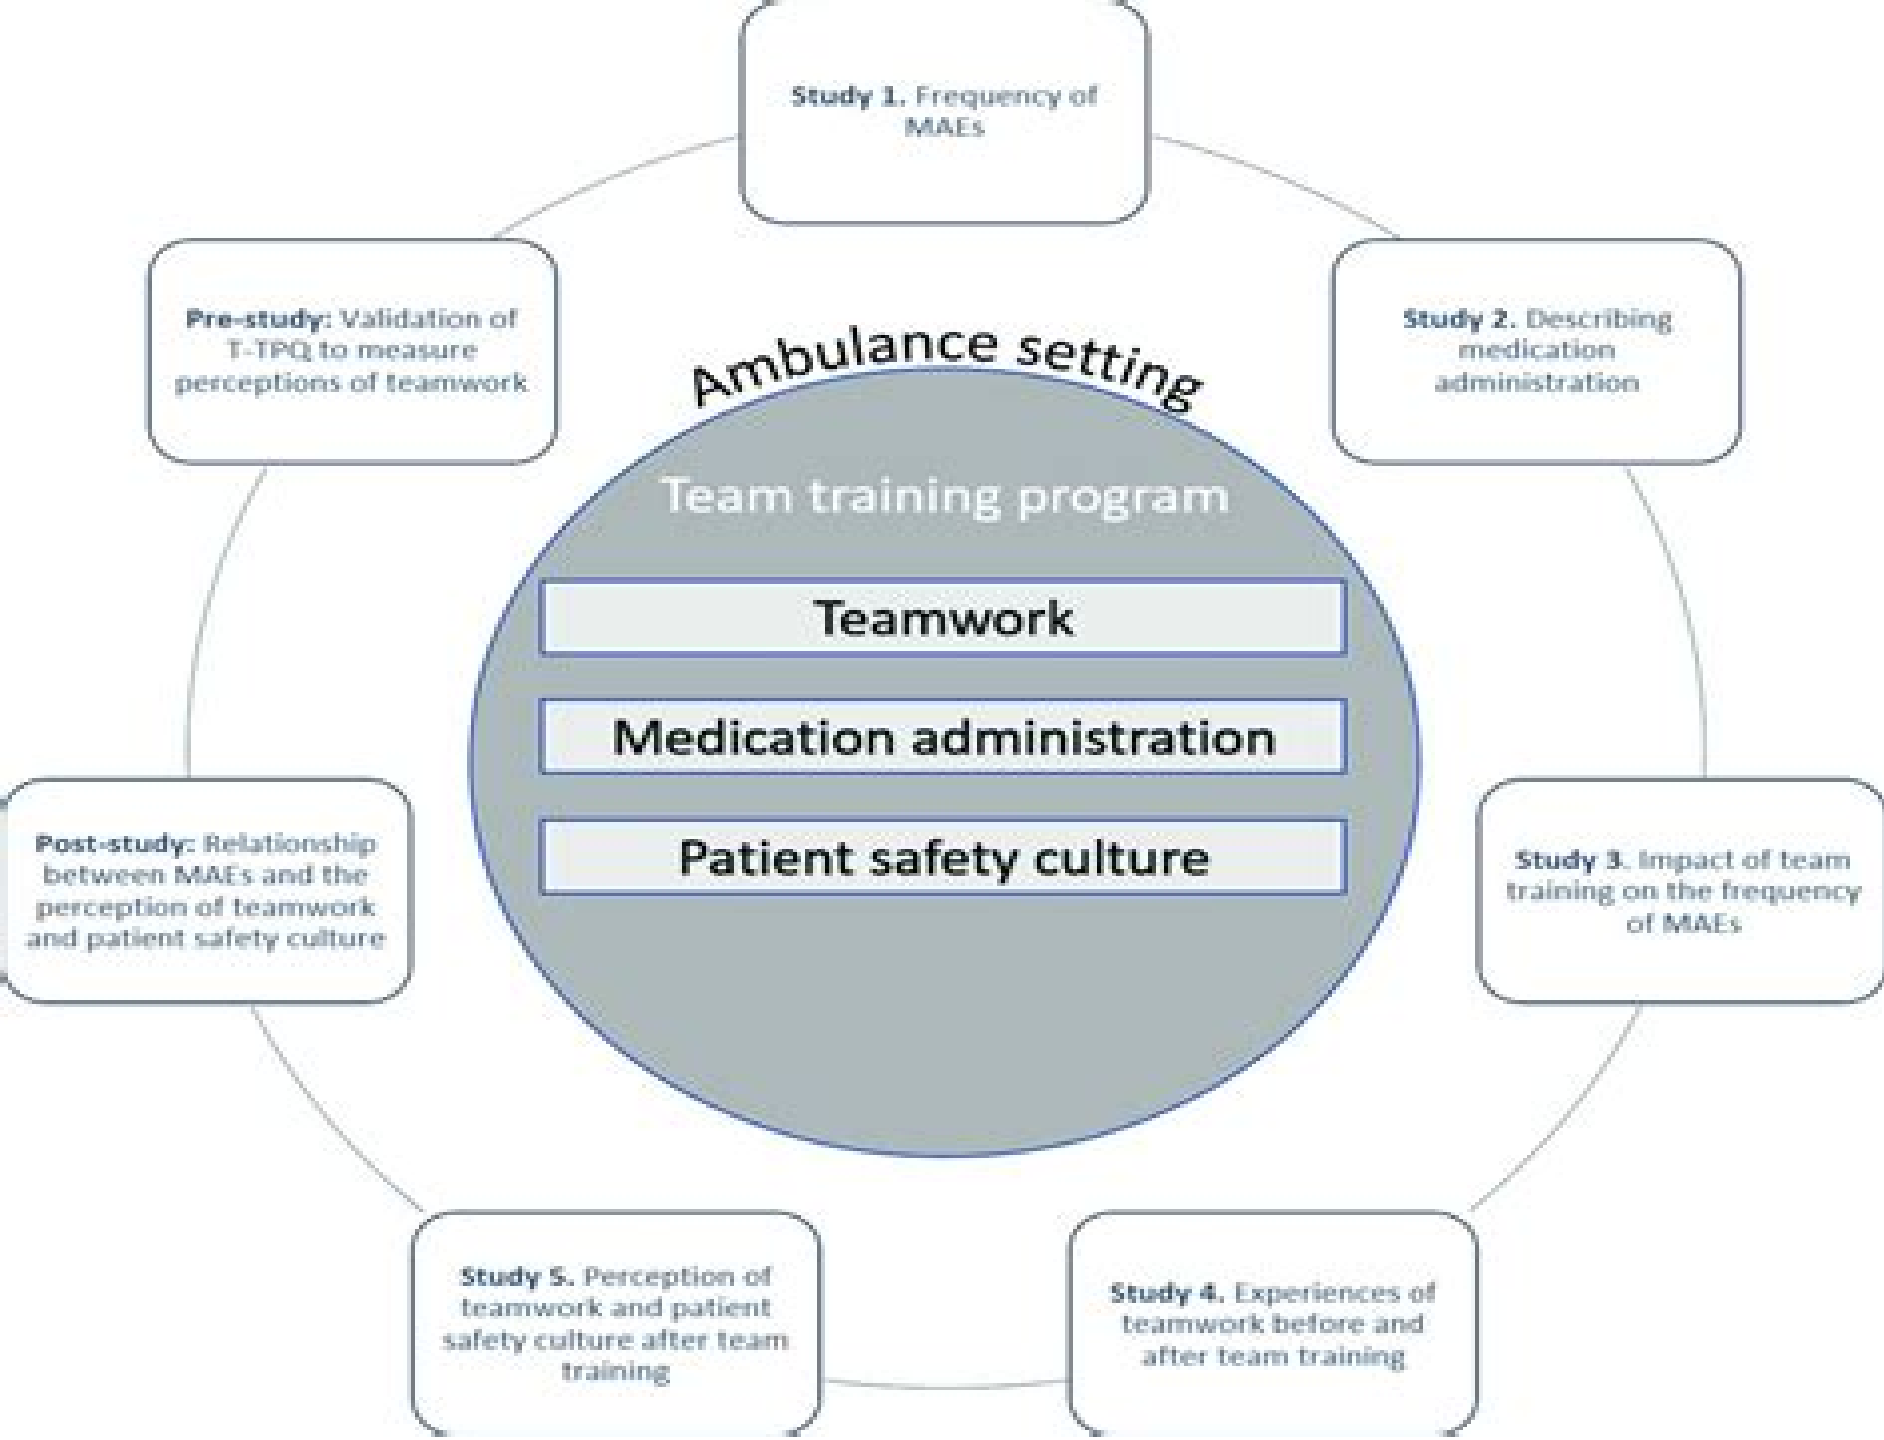 Study 1. Frequency of
MAEs
Pre-study: Validation of
T-TPQ to measure
perceptions of teamwork
Study 2. Describing
medication
administration
Ambulance setting
Team training program
Teamwork
Medication administration
Patient safety culture
Post-study: Relationship
between MAEs and the
perception of teamwork
and patient safety culture
Study 3. Impact of team
training on the frequency
of MAEs
Study 5. Perception of
teamwork and patient
safety culture after team
training
Study 4. Experiences of
teamwork before and
after team training